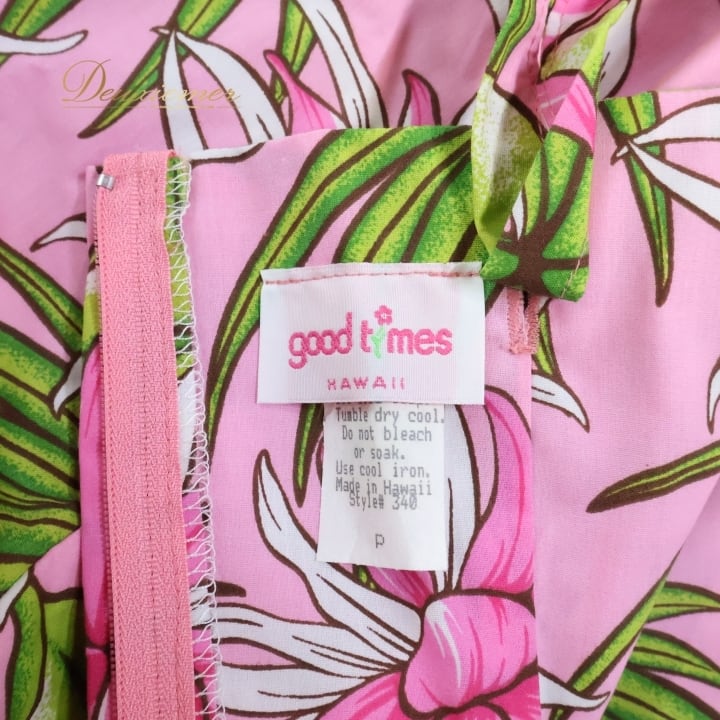 Deuxiemer
good times
HAWAII
Tumble dry cool.
Do not bleach
or soak.
Use cool iron.
Made in Hawaii
Style# 340
P